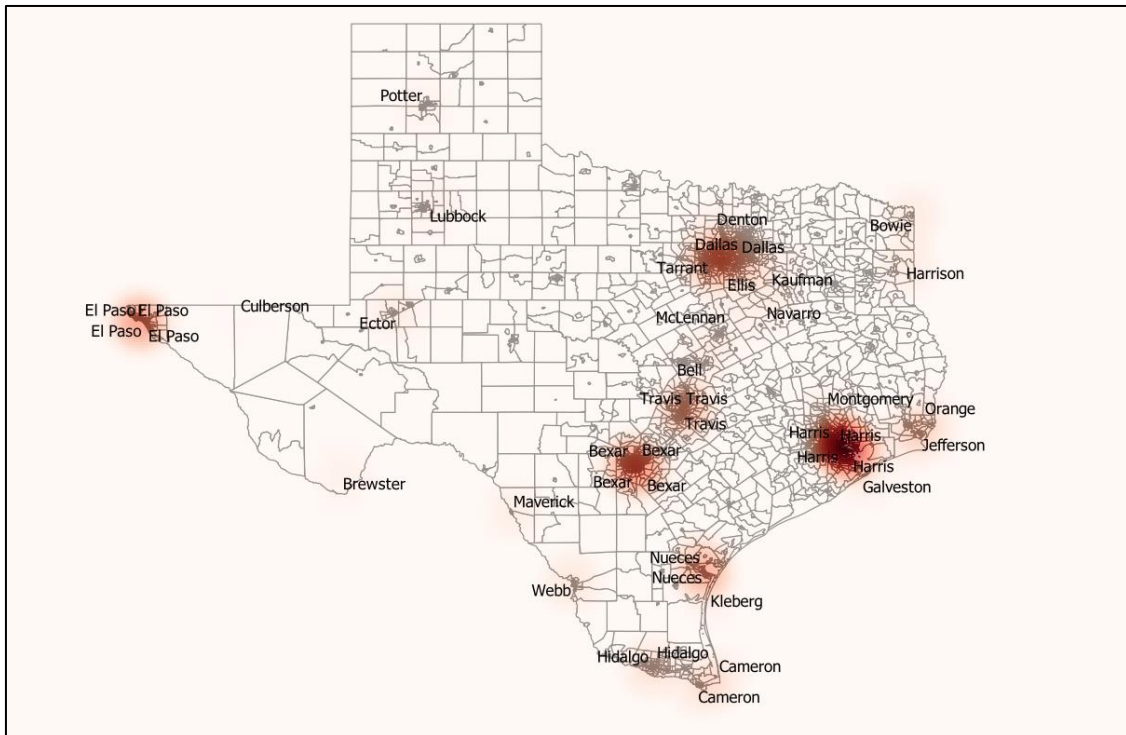 Potter
Lubbock
Denton
Bowie
Dallas Dallas
Tarrant
Kaufman
Harrison
Ellis
El Paso El Paso
Culberson
Ector
McLennan
Navarro
El Paso
El Paso
Bell
Travis Travis
Montgomery
Orange
Travis
Harris
Harris
Jefferson
Bexar Bexar
Harris
Harris
Bexar Bexar
Galveston
Brewster
Maverick
Nueces
Nueces
Webb
Kleberg
Hidalgo
Hidalgo
Cameron
Cameron